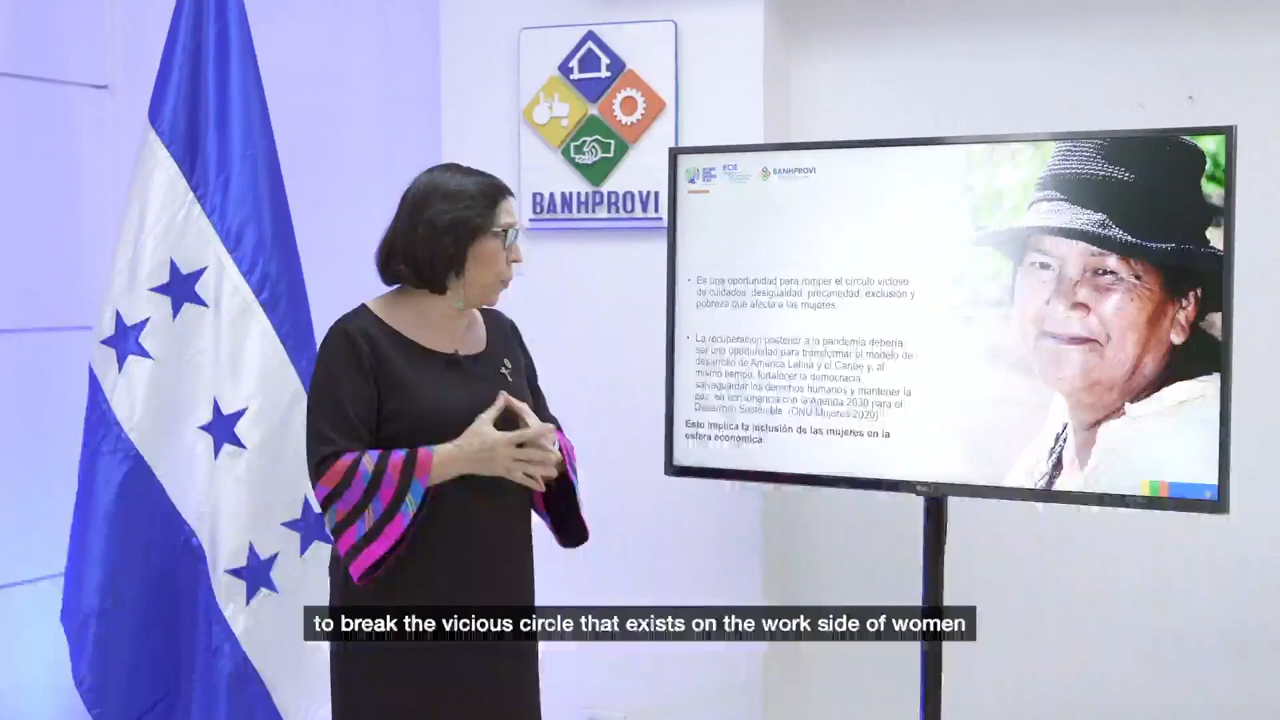 BANHPROVI
BCIE
BANHPROVI
• Es una oportunidad para romper el círculo vicioso
de cuidados, desigualdad, precariedad, exclusión y
pobreza que afecta a las mujeres.
• La recuperación posterior a la pandemia debería
ser una oportunidad para transformar el modelo de
desarrollo de América Latina y el Caribe y, al
mismo tiempo, fortalecer la democracia,
salvaguardar los derechos humanos y mantener la
paz, en consonancia con la Agenda 2030 para el
Desarrollo Sostenible (ONU Mujeres 2020)
Esto implica la inclusión de las mujeres en la
esfera económica
to break the vicious circle that exists on the work side of women